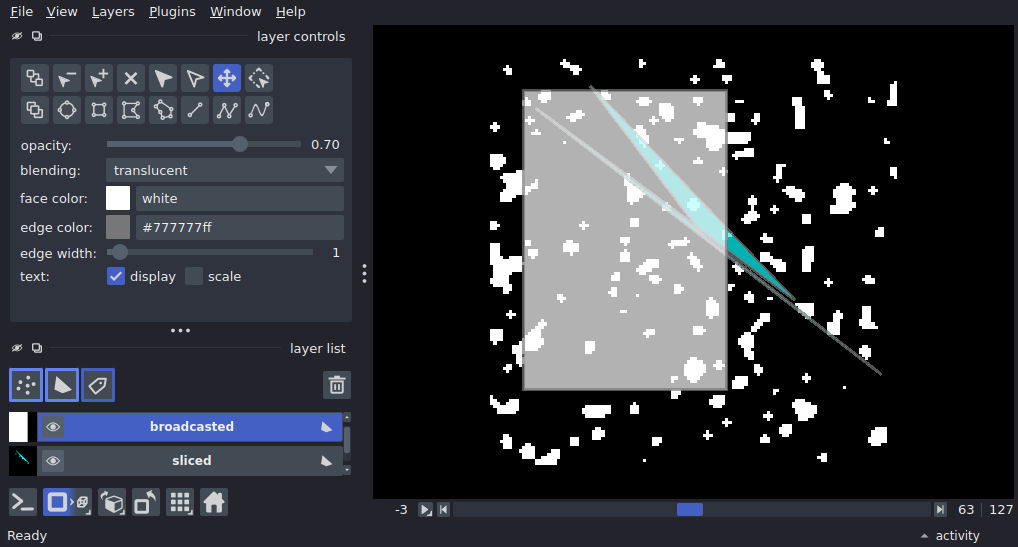 File View Layers Plugins Window Help
layer controls
opacity: 0.70
blending: translucent
face color: white
edge color: #777777ff
edge width: 1
text: display scale
layer list
broadcasted
sliced
-3 63 127
Ready activity